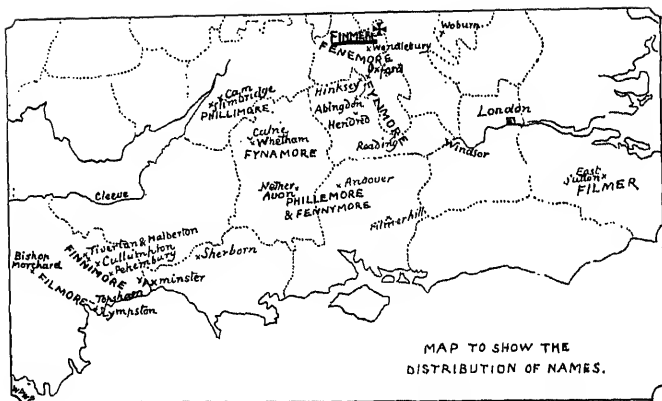 FINMERE
FENEMORE
Wendlebury
Woburn
Oxford
FYENMORE
Cam
Slimbridge
PHILLIMORE
Hinksey
Abingdon
Hendred
London
Calne
Whetham
FYNAMORE
Reading
Windsor
Cleeve
Nether
Avon
Andover
PHILLEMORE
& FENNYMORE
East
Sutton
FILMER
Filmerhill
Tiverton & Halberton
Cullumpton
Pehembury
Sherborn
Bishop
Morchard
FINNIMORE
FILMORE
Axminster
Topsham
Lympston
MAP TO SHOW THE
DISTRIBUTION OF NAMES.